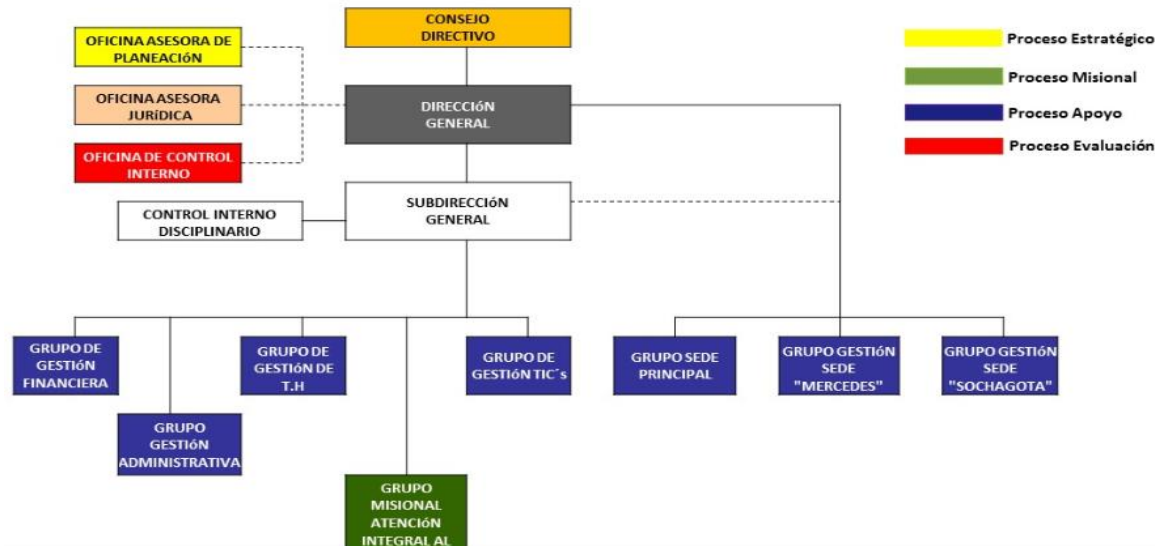 CONSEJO
DIRECTIVO
OFICINA ASESORA DE
PLANEACIóN
OFICINA ASESORA
JURíDICA
OFICINA DE CONTROL
INTERNO
DIRECCIóN
GENERAL
SUBDIRECCIóN
GENERAL
CONTROL INTERNO
DISCIPLINARIO
Proceso Estratégico
Proceso Misional
Proceso Apoyo
Proceso Evaluación
GRUPO DE
GESTIóN
FINANCIERA
GRUPO
GESTIóN
ADMINISTRATIVA
GRUPO DE
GESTIóN DE
T.H
GRUPO
MISIONAL
ATENCIóN
INTEGRAL AL
GRUPO DE
GESTIóN TIC´s
GRUPO SEDE
PRINCIPAL
GRUPO GESTIóN
SEDE
"MERCEDES"
GRUPO GESTIóN
SEDE
"SOCHAGOTA"